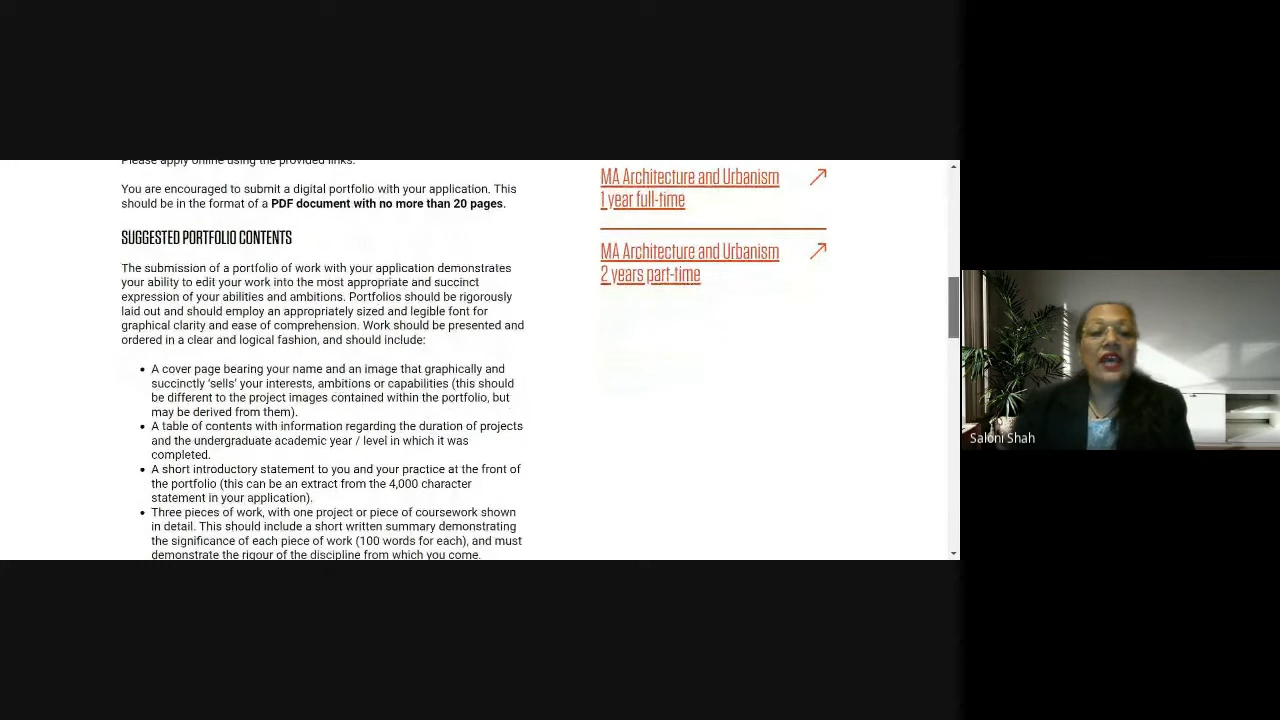 Please apply online using the provided links.
You are encouraged to submit a digital portfolio with your application. This
should be in the format of a PDF document with no more than 20 pages.
SUGGESTED PORTFOLIO CONTENTS
The submission of a portfolio of work with your application demonstrates
your ability to edit your work into the most appropriate and succinct
expression of your abilities and ambitions. Portfolios should be rigorously
laid out and should employ an appropriately sized and legible font for
graphical clarity and ease of comprehension. Work should be presented and
ordered in a clear and logical fashion, and should include:
• A cover page bearing your name and an image that graphically and
succinctly ‘sells’ your interests, ambitions or capabilities (this should
be different to the project images contained within the portfolio, but
may be derived from them).
• A table of contents with information regarding the duration of projects
and the undergraduate academic year / level in which it was
completed.
• A short introductory statement to you and your practice at the front of
the portfolio (this can be an extract from the 4,000 character
statement in your application).
• Three pieces of work, with one project or piece of coursework shown
in detail. This should include a short written summary demonstrating
the significance of each piece of work (100 words for each), and must
demonstrate the rigour of the discipline from which you come.
MA Architecture and Urbanism
1 year full-time
MA Architecture and Urbanism
2 years part-time
Saloni Shah